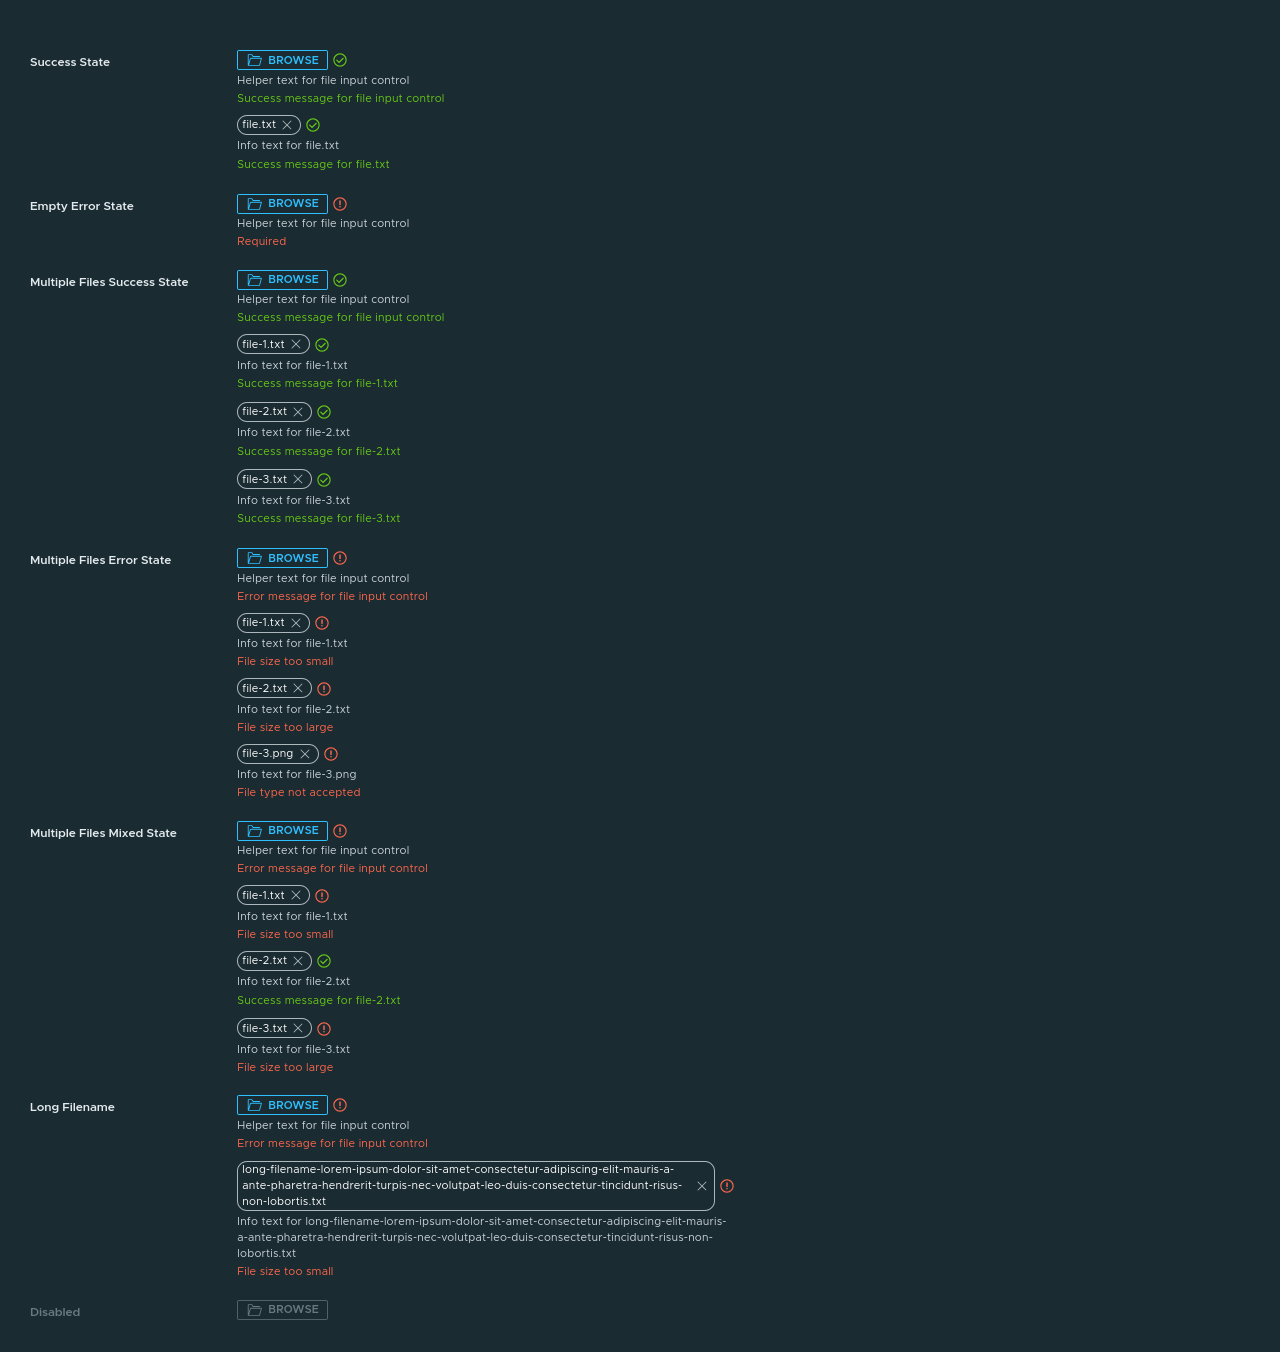 Success State
BROWSE
Helper text for file input control
Success message for file input control
file.txt
Info text for file.txt
Success message for file.txt
Empty Error State
BROWSE
Helper text for file input control
Required
Multiple Files Success State
BROWSE
Helper text for file input control
Success message for file input control
file-1.txt
Info text for file-1.txt
Success message for file-1.txt
file-2.txt
Info text for file-2.txt
Success message for file-2.txt
file-3.txt
Info text for file-3.txt
Success message for file-3.txt
Multiple Files Error State
BROWSE
Helper text for file input control
Error message for file input control
file-1.txt
Info text for file-1.txt
File size too small
file-2.txt
Info text for file-2.txt
File size too large
file-3.png
Info text for file-3.png
File type not accepted
Multiple Files Mixed State
BROWSE
Helper text for file input control
Error message for file input control
file-1.txt
Info text for file-1.txt
File size too small
file-2.txt
Info text for file-2.txt
Success message for file-2.txt
file-3.txt
Info text for file-3.txt
File size too large
Long Filename
BROWSE
Helper text for file input control
Error message for file input control
long-filename-lorem-ipsum-dolor-sit-amet-consectetur-adipiscing-elit-mauris-a-
ante-pharetra-hendrerit-turpis-nec-volutpat-leo-duis-consectetur-tincidunt-risus-
non-lobortis.txt
Info text for long-filename-lorem-ipsum-dolor-sit-amet-consectetur-adipiscing-elit-mauris-
a-ante-pharetra-hendrerit-turpis-nec-volutpat-leo-duis-consectetur-tincidunt-risus-non-
lobortis.txt
File size too small
Disabled
BROWSE